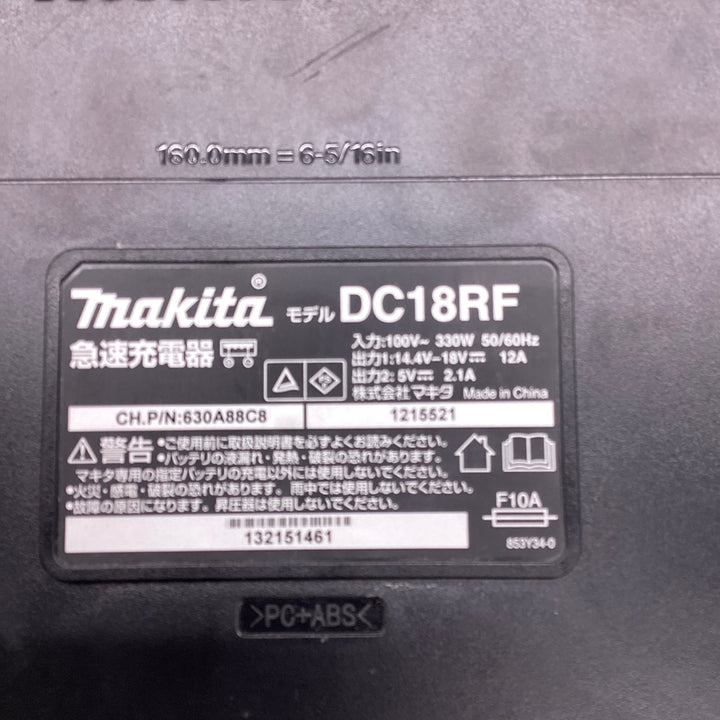 160.0mm = 6-5/16in
makita® モデル DC18RF
急速充電器
入力:100V~ 330W 50/60Hz
出力1:14.4V-18V⎓ 12A
出力2: 5V⎓ 2.1A
株式会社マキタ Made in China
PS E
CH.P/N:630A88C8
1215521
警告 •ご使用前に取扱説明書を必ずよくお読みください。
•バッテリの液漏れ・発熱・破裂の恐れがあります。
マキタ専用の指定バッテリの充電以外には使用しないでください。
•火災・感電・破裂の恐れがあります。雨中では使用しないでください。
•故障の原因になります。昇圧器は使用しないでください。
F10A
132151461
853Y34-0
>PC+ABS<